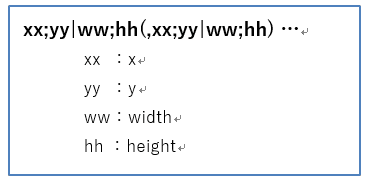 xx;yy|ww;hh(,xx;yy|ww;hh) …
xx : x
yy : y
ww : width
hh : height